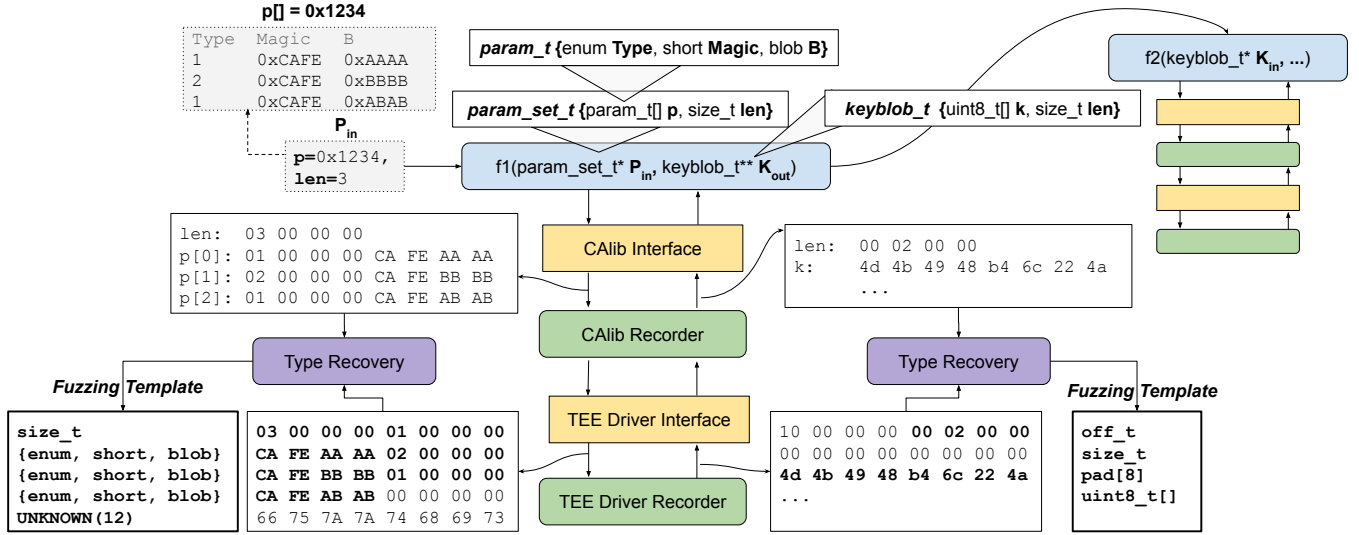 p[] = 0x1234
Type Magic B
1 0xCAFE 0xAAAA
2 0xCAFE 0xBBBB
1 0xCAFE 0xABAB
param_t {enum Type, short Magic, blob B}
param_set_t {param_t[] p, size_t len}
keyblob_t {uint8_t[] k, size_t len}
f2(keyblob_t* Kin, ...)
Pin
p=0x1234,
len=3
f1(param_set_t* Pin, keyblob_t** Kout)
len: 03 00 00 00
p[0]: 01 00 00 00 CA FE AA AA
p[1]: 02 00 00 00 CA FE BB BB
p[2]: 01 00 00 00 CA FE AB AB
CAlib Interface
len: 00 02 00 00
k: 4d 4b 49 48 b4 6c 22 4a
...
CAlib Recorder
Type Recovery
Type Recovery
Fuzzing Template
Fuzzing Template
size_t
{enum, short, blob}
{enum, short, blob}
{enum, short, blob}
UNKNOWN(12)
03 00 00 00 01 00 00 00
CA FE AA AA 02 00 00 00
CA FE BB BB 01 00 00 00
CA FE AB AB 00 00 00 00
66 75 7A 7A 74 68 69 73
TEE Driver Interface
TEE Driver Recorder
10 00 00 00 00 02 00 00
00 00 00 00 00 00 00 00
4d 4b 49 48 b4 6c 22 4a
...
off_t
size_t
pad[8]
uint8_t[]